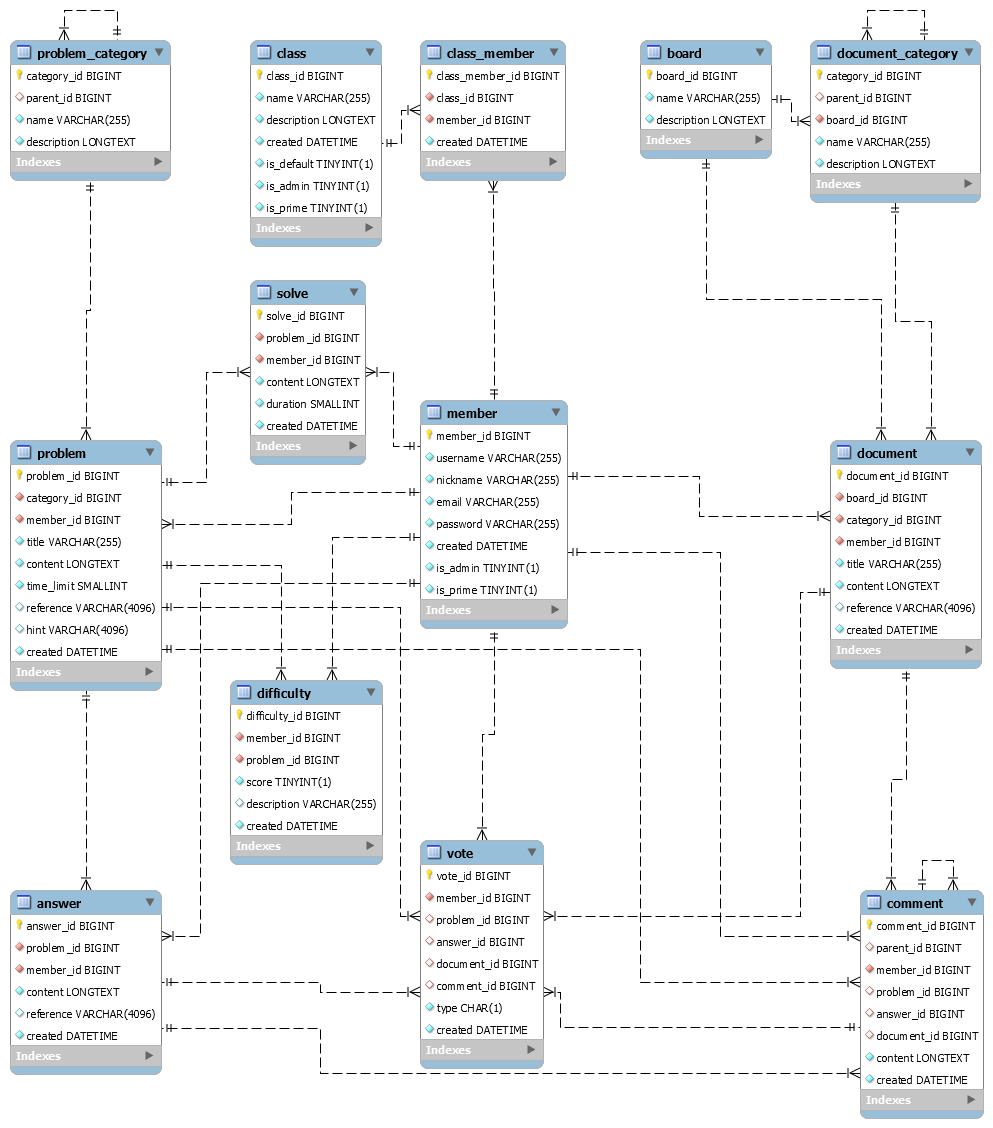 problem_category
category_id BIGINT
parent_id BIGINT
name VARCHAR(255)
description LONGTEXT
Indexes
class
class_id BIGINT
name VARCHAR(255)
description LONGTEXT
created DATETIME
is_default TINYINT(1)
is_admin TINYINT(1)
is_prime TINYINT(1)
Indexes
class_member
class_member_id BIGINT
class_id BIGINT
member_id BIGINT
created DATETIME
Indexes
board
board_id BIGINT
name VARCHAR(255)
description LONGTEXT
Indexes
document_category
category_id BIGINT
parent_id BIGINT
board_id BIGINT
name VARCHAR(255)
description LONGTEXT
Indexes
solve
solve_id BIGINT
problem_id BIGINT
member_id BIGINT
content LONGTEXT
duration SMALLINT
created DATETIME
Indexes
member
member_id BIGINT
username VARCHAR(255)
nickname VARCHAR(255)
email VARCHAR(255)
password VARCHAR(255)
created DATETIME
is_admin TINYINT(1)
is_prime TINYINT(1)
Indexes
problem
problem_id BIGINT
category_id BIGINT
member_id BIGINT
title VARCHAR(255)
content LONGTEXT
time_limit SMALLINT
reference VARCHAR(4096)
hint VARCHAR(4096)
created DATETIME
Indexes
document
document_id BIGINT
board_id BIGINT
category_id BIGINT
member_id BIGINT
title VARCHAR(255)
content LONGTEXT
reference VARCHAR(4096)
created DATETIME
Indexes
difficulty
difficulty_id BIGINT
member_id BIGINT
problem_id BIGINT
score TINYINT(1)
description VARCHAR(255)
created DATETIME
Indexes
vote
vote_id BIGINT
member_id BIGINT
problem_id BIGINT
answer_id BIGINT
document_id BIGINT
comment_id BIGINT
type CHAR(1)
created DATETIME
Indexes
answer
answer_id BIGINT
problem_id BIGINT
member_id BIGINT
content LONGTEXT
reference VARCHAR(4096)
created DATETIME
Indexes
comment
comment_id BIGINT
parent_id BIGINT
member_id BIGINT
problem_id BIGINT
answer_id BIGINT
document_id BIGINT
content LONGTEXT
created DATETIME
Indexes